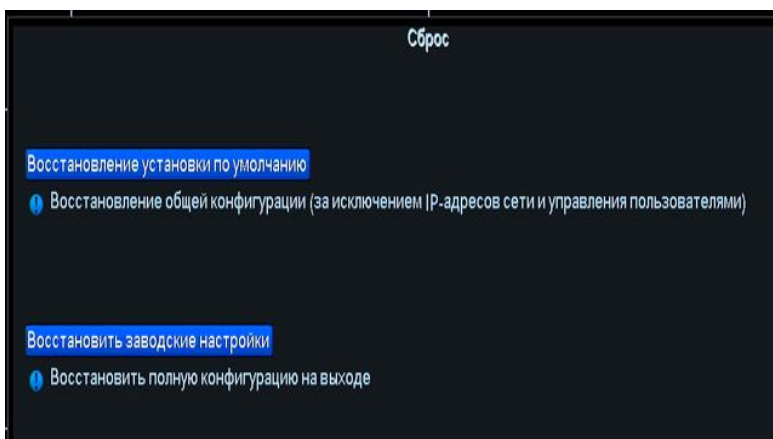 Сброс
Восстановление установки по умолчанию
Восстановление общей конфигурации (за исключением IP-адресов сети и управления пользователями)
Восстановить заводские настройки
Восстановить полную конфигурацию на выходе